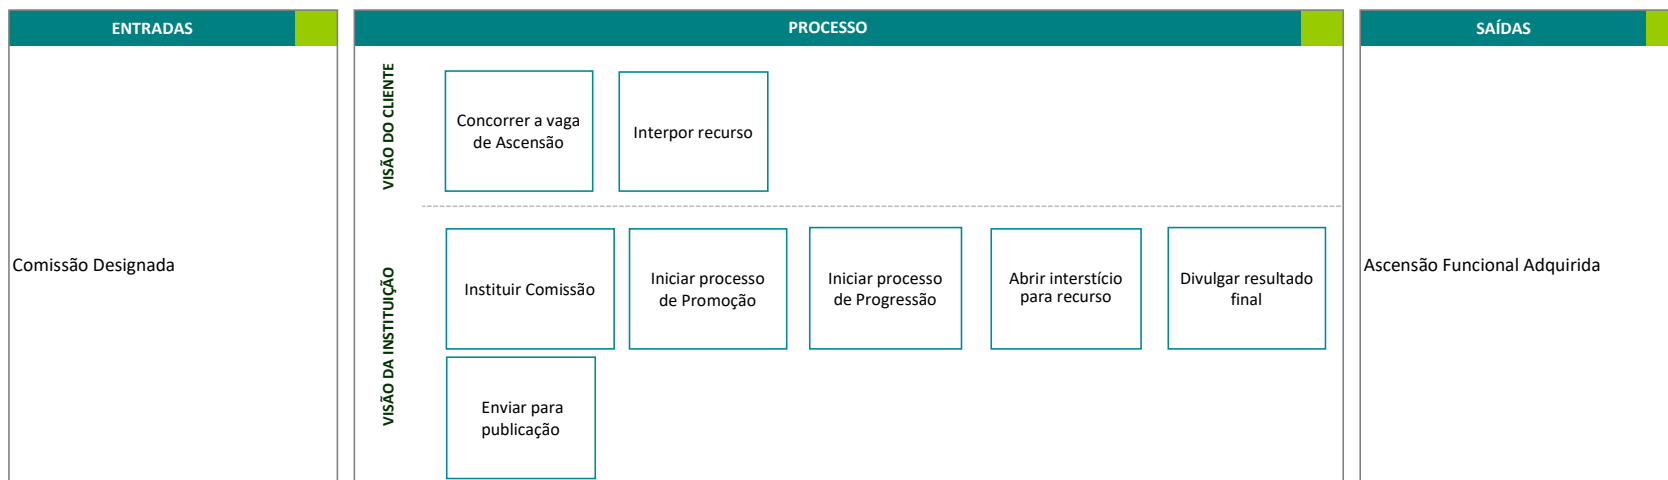 ENTRADAS
PROCESSO
SAÍDAS
Comissão Designada
VISÃO DO CLIENTE
Concorrer a vaga
de Ascensão
Interpor recurso
VISÃO DA INSTITUIÇÃO
Instituir Comissão
Iniciar processo
de Promoção
Iniciar processo
de Progressão
Abrir interstício
para recurso
Divulgar resultado
final
Enviar para
publicação
Ascensão Funcional Adquirida